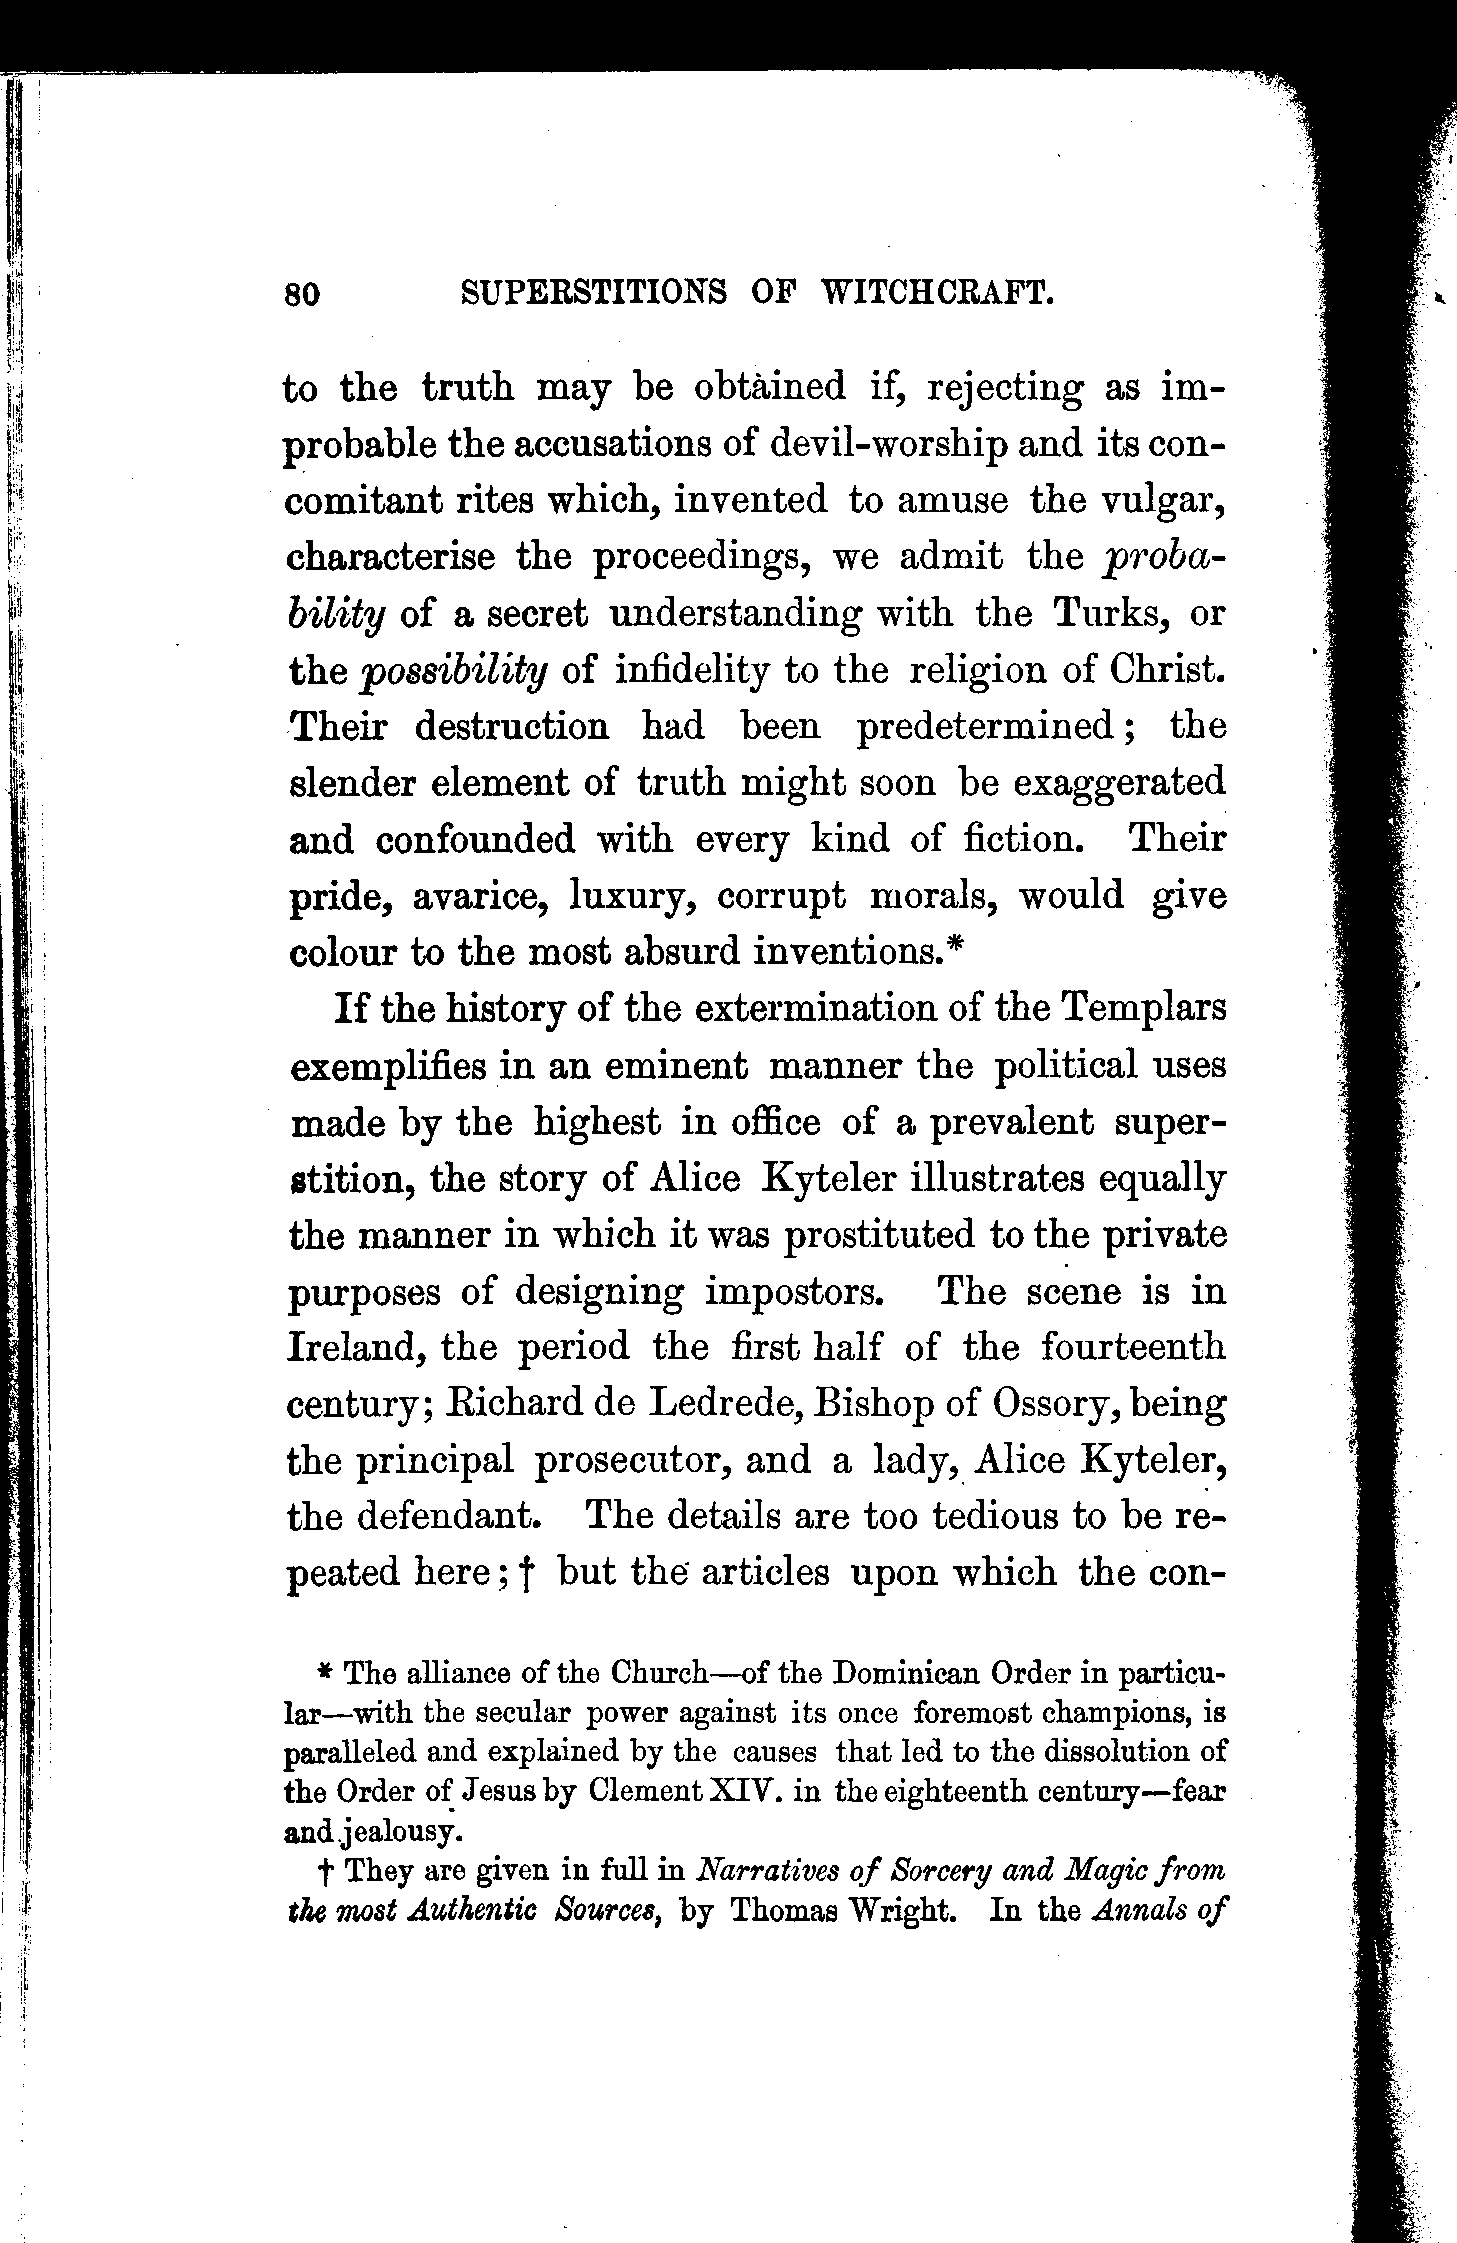 80 SUPERSTITIONS OF WITCHCRAFT.
to the truth may be obtained if, rejecting as im-
probable the accusations of devil-worship and its con-
comitant rites which, invented to amuse the vulgar,
characterise the proceedings, we admit the proba-
bility of a secret understanding with the Turks, or
the possibility of infidelity to the religion of Christ.
Their destruction had been predetermined; the
slender element of truth might soon be exaggerated
and confounded with every kind of fiction. Their
pride, avarice, luxury, corrupt morals, would give
colour to the most absurd inventions.*
If the history of the extermination of the Templars
exemplifies in an eminent manner the political uses
made by the highest in office of a prevalent super-
stition, the story of Alice Kyteler illustrates equally
the manner in which it was prostituted to the private
purposes of designing impostors. The scene is in
Ireland, the period the first half of the fourteenth
century; Richard de Ledrede, Bishop of Ossory, being
the principal prosecutor, and a lady, Alice Kyteler,
the defendant. The details are too tedious to be re-
peated here; † but the articles upon which the con-
* The alliance of the Church—of the Dominican Order in particu-
lar—with the secular power against its once foremost champions, is
paralleled and explained by the causes that led to the dissolution of
the Order of Jesus by Clement XIV. in the eighteenth century—fear
and jealousy.
† They are given in full in Narratives of Sorcery and Magic from
the most Authentic Sources, by Thomas Wright. In the Annals of